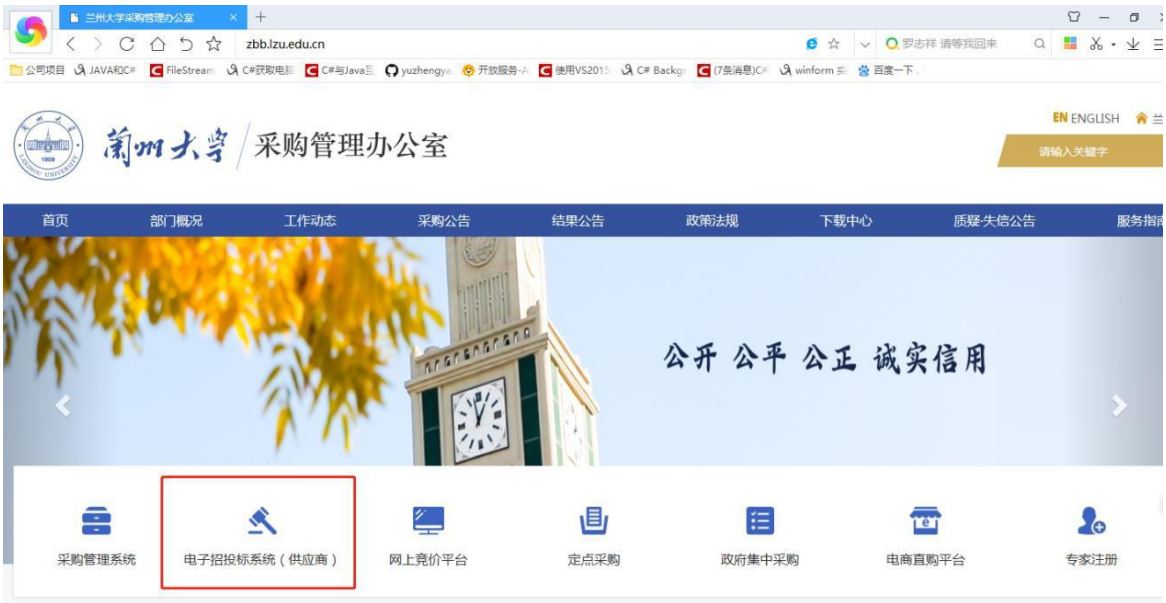 兰州大学采购管理办公室
zbb.lzu.edu.cn
罗志祥 请等我回来
公司项目 JAVA和C# FileStream C#获取电脑 C#与Java互 yuzhengya 开放服务-A 使用VS2015 C# Backgr (7条消息)C# winform 实 百度一下，
EN ENGLISH 兰
兰州大学 / 采购管理办公室
1909
LANZHOU UNIVERSITY
请输入关键字
首页 部门概况 工作动态 采购公告 结果公告 政策法规 下载中心 质疑·失信公告 服务指南
公开 公平 公正 诚实信用
采购管理系统 电子招投标系统（供应商） 网上竞价平台 定点采购 政府集中采购 电商直购平台 专家注册